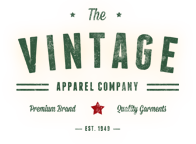 The
VINTAGE
APPAREL COMPANY
Premium Brand Quality Garments
EST. 1949